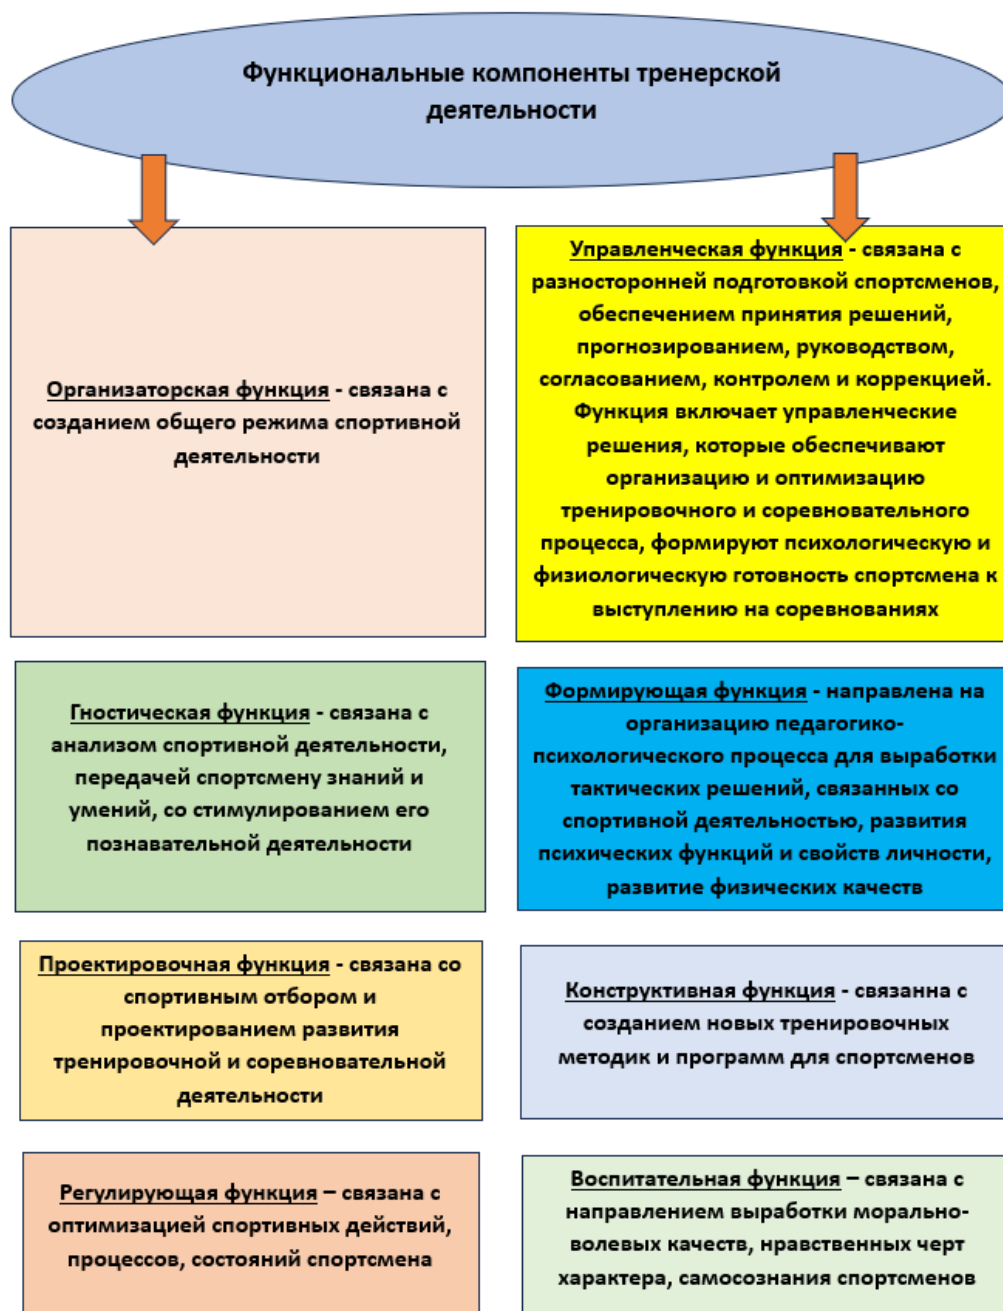 Функциональные компоненты тренерской
деятельности
Организаторская функция - связана с
созданием общего режима спортивной
деятельности
Управленческая функция - связана с
разносторонней подготовкой спортсменов,
обеспечением принятия решений,
прогнозированием, руководством,
согласованием, контролем и коррекцией.
Функция включает управленческие
решения, которые обеспечивают
организацию и оптимизацию
тренировочного и соревновательного
процесса, формируют психологическую и
физиологическую готовность спортсмена к
выступлению на соревнованиях
Гностическая функция - связана с
анализом спортивной деятельности,
передачей спортсмену знаний и
умений, со стимулированием его
познавательной деятельности
Формирующая функция - направлена на
организацию педагогико-
психологического процесса для выработки
тактических решений, связанных со
спортивной деятельностью, развития
психических функций и свойств личности,
развитие физических качеств
Проектировочная функция - связана со
спортивным отбором и
проектированием развития
тренировочной и соревновательной
деятельности
Конструктивная функция - связанна с
созданием новых тренировочных
методик и программ для спортсменов
Регулирующая функция – связана с
оптимизацией спортивных действий,
процессов, состояний спортсмена
Воспитательная функция – связана с
направлением выработки морально-
волевых качеств, нравственных черт
характера, самосознания спортсменов